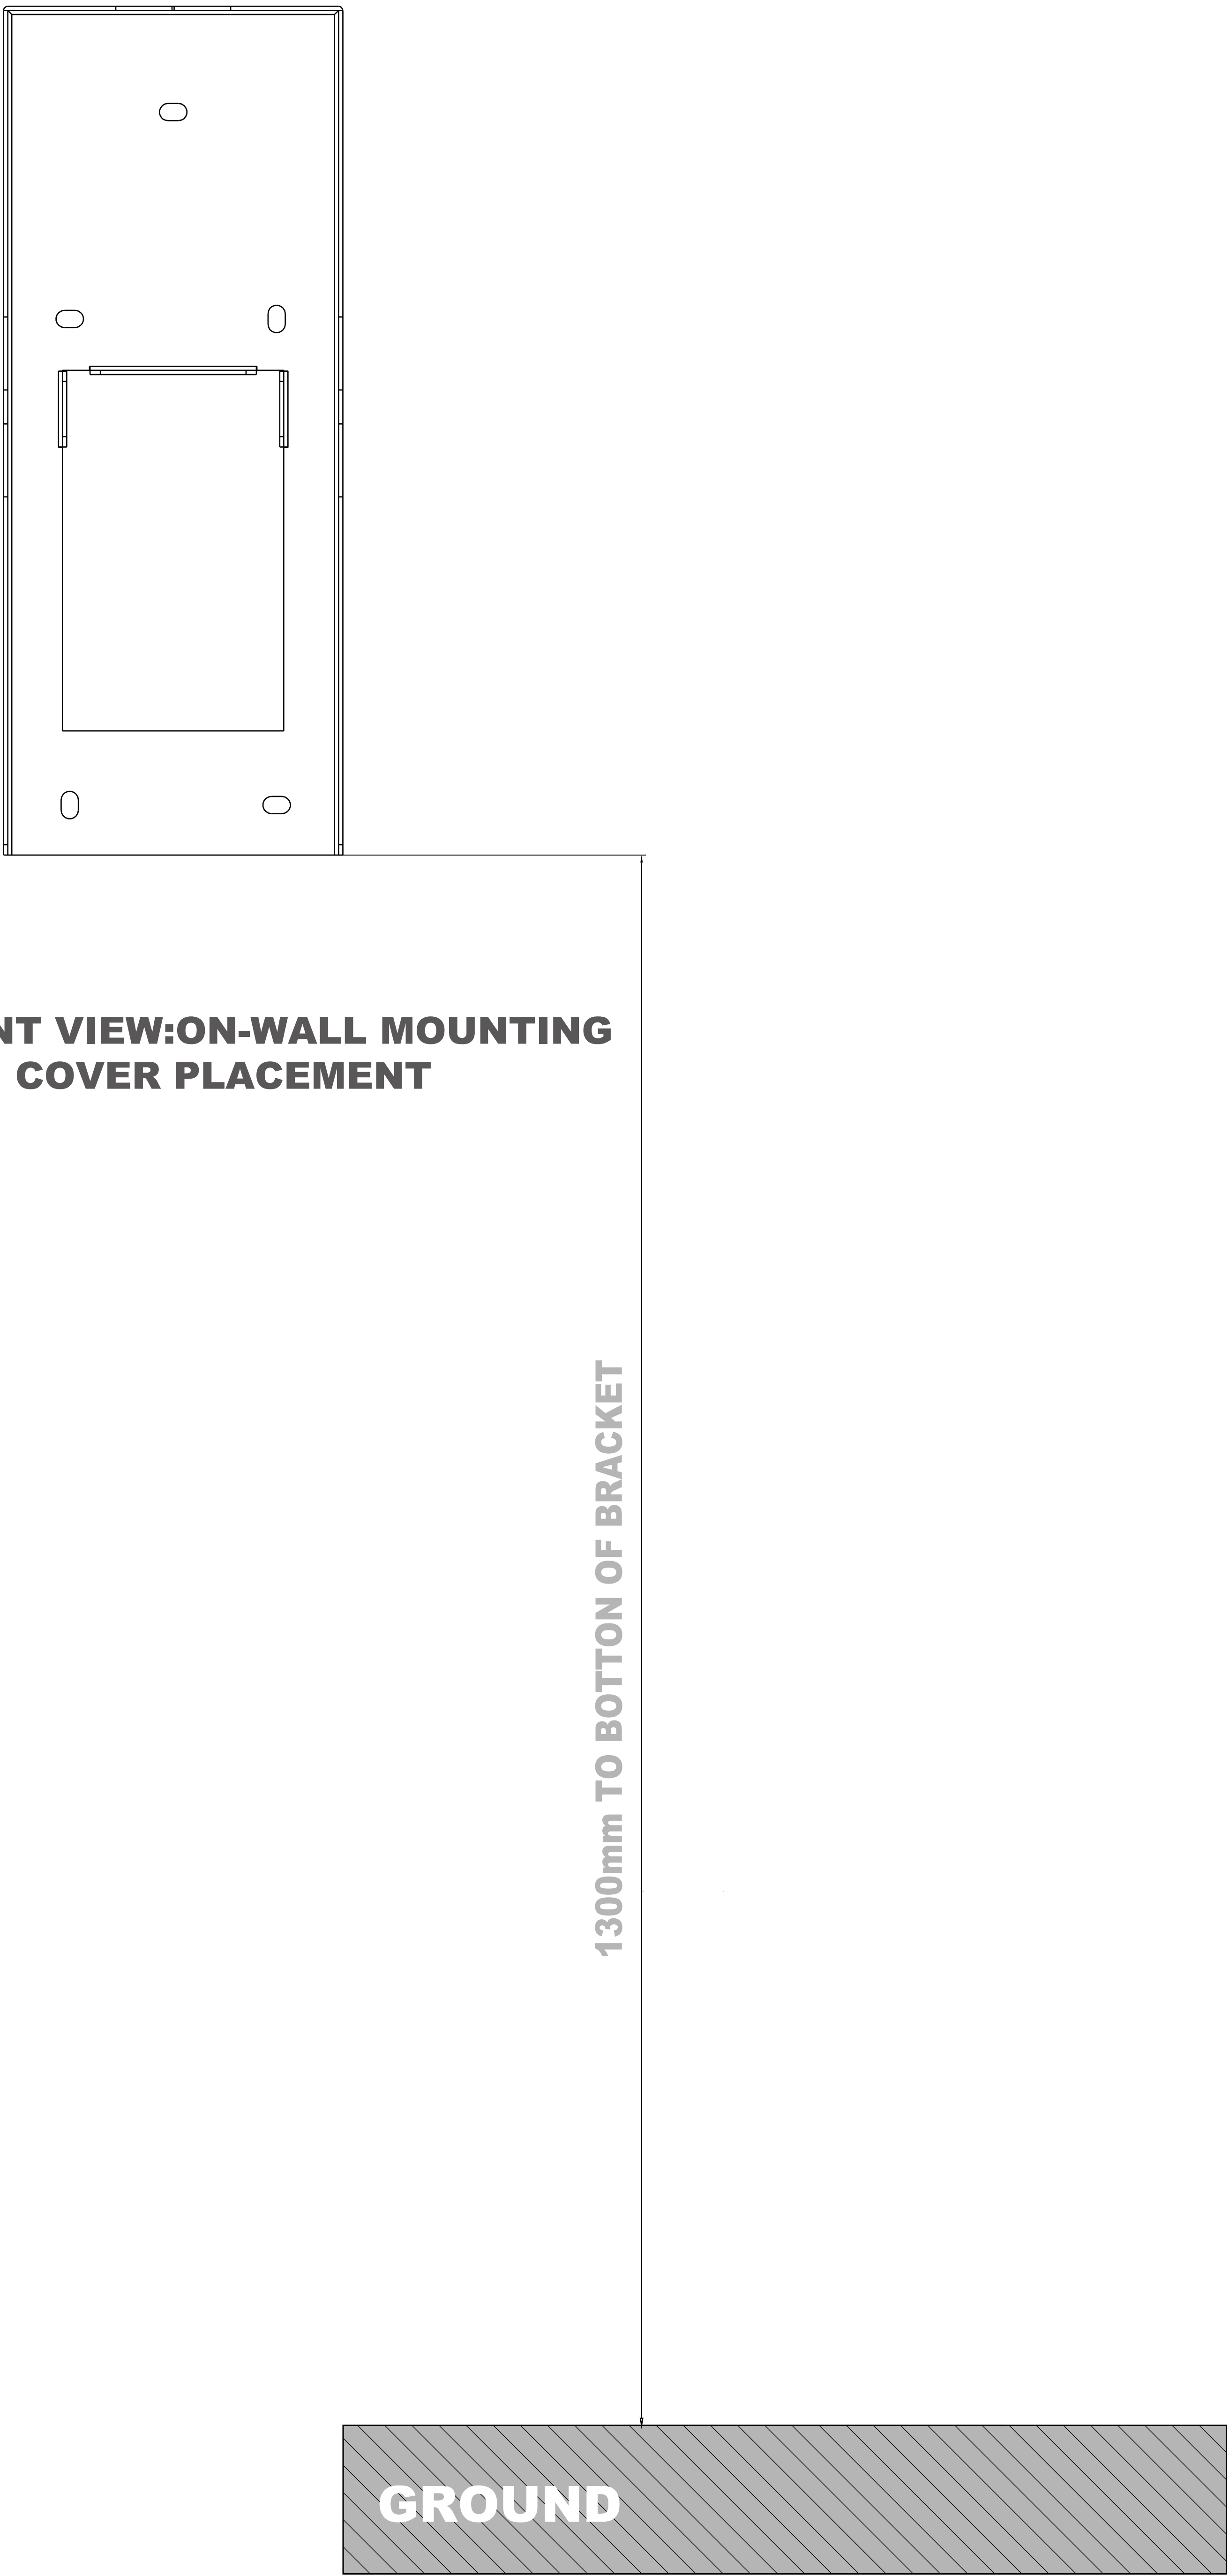 NT VIEW:ON-WALL MOUNTING
COVER PLACEMENT
1300mm TO BOTTON OF BRACKET
GROUND